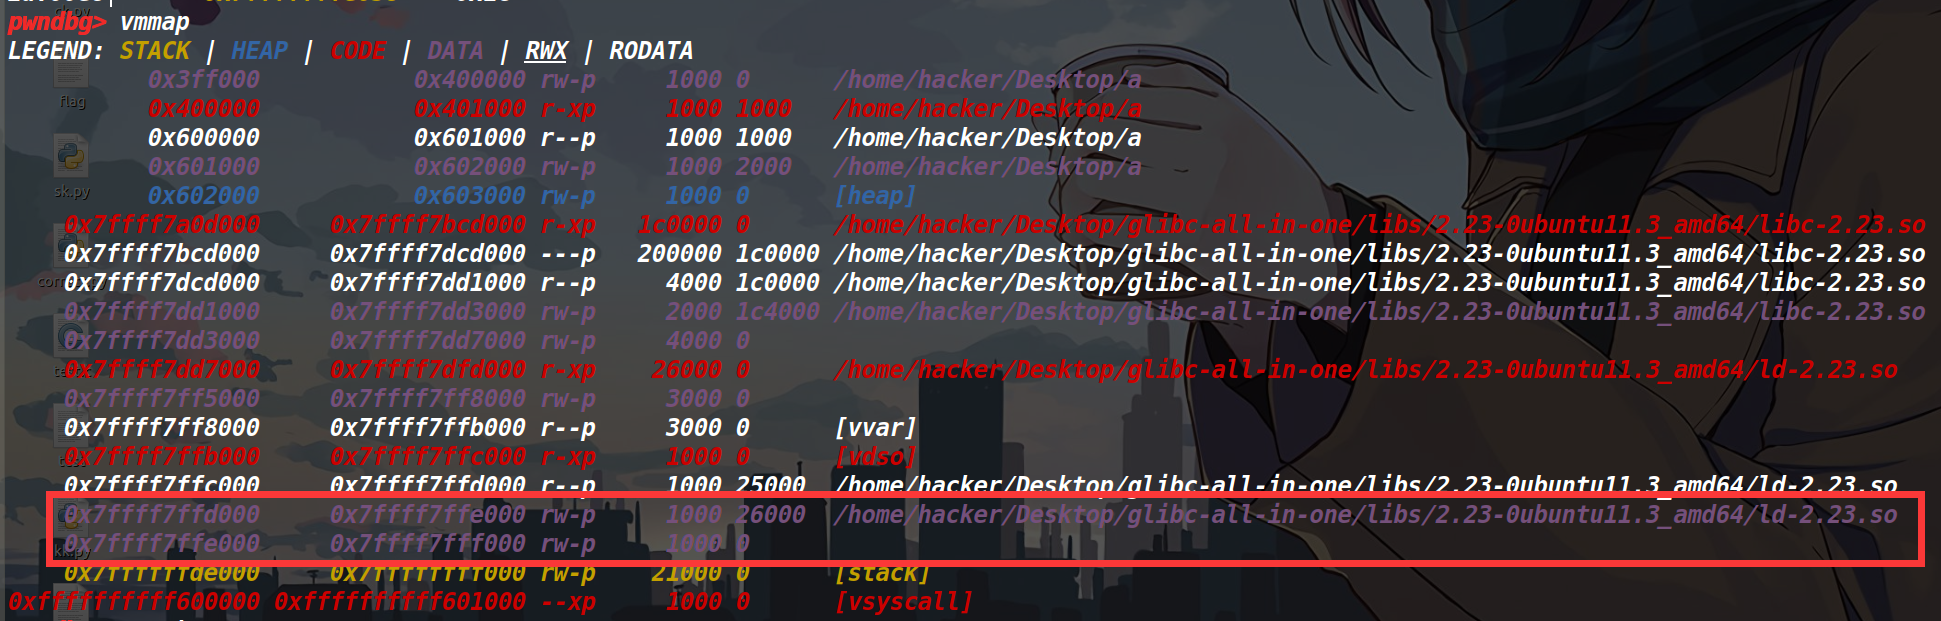 pwndbg> vmmap
LEGEND: STACK | HEAP | CODE | DATA | RWX | RODATA
0x3ff000 0x400000 rw-p 1000 0 /home/hacker/Desktop/a
0x400000 0x401000 r-xp 1000 1000 /home/hacker/Desktop/a
flag
0x600000 0x601000 r--p 1000 1000 /home/hacker/Desktop/a
0x601000 0x602000 rw-p 1000 2000 /home/hacker/Desktop/a
sk.py
0x602000 0x603000 rw-p 1000 0 [heap]
0x7ffff7a0d000 0x7ffff7bcd000 r-xp 1c0000 0 /home/hacker/Desktop/glibc-all-in-one/libs/2.23-0ubuntu11.3_amd64/libc-2.23.so
0x7ffff7bcd000 0x7ffff7dcd000 ---p 200000 1c0000 /home/hacker/Desktop/glibc-all-in-one/libs/2.23-0ubuntu11.3_amd64/libc-2.23.so
0x7ffff7dcd000 0x7ffff7dd1000 r--p 4000 1c0000 /home/hacker/Desktop/glibc-all-in-one/libs/2.23-0ubuntu11.3_amd64/libc-2.23.so
0x7ffff7dd1000 0x7ffff7dd3000 rw-p 2000 1c4000 /home/hacker/Desktop/glibc-all-in-one/libs/2.23-0ubuntu11.3_amd64/libc-2.23.so
0x7ffff7dd3000 0x7ffff7dd7000 rw-p 4000 0
0x7ffff7dd7000 0x7ffff7dfd000 r-xp 26000 0 /home/hacker/Desktop/glibc-all-in-one/libs/2.23-0ubuntu11.3_amd64/ld-2.23.so
0x7ffff7ff5000 0x7ffff7ff8000 rw-p 3000 0
0x7ffff7ff8000 0x7ffff7ffb000 r--p 3000 0 [vvar]
0x7ffff7ffb000 0x7ffff7ffc000 r-xp 1000 0 [vdso]
0x7ffff7ffc000 0x7ffff7ffd000 r--p 1000 25000 /home/hacker/Desktop/glibc-all-in-one/libs/2.23-0ubuntu11.3_amd64/ld-2.23.so
0x7ffff7ffd000 0x7ffff7ffe000 rw-p 1000 26000 /home/hacker/Desktop/glibc-all-in-one/libs/2.23-0ubuntu11.3_amd64/ld-2.23.so
0x7ffff7ffe000 0x7ffff7fff000 rw-p 1000 0
0x7ffffffde000 0x7ffffffff000 rw-p 21000 0 [stack]
0xffffffffff600000 0xffffffffff601000 --xp 1000 0 [vsyscall]